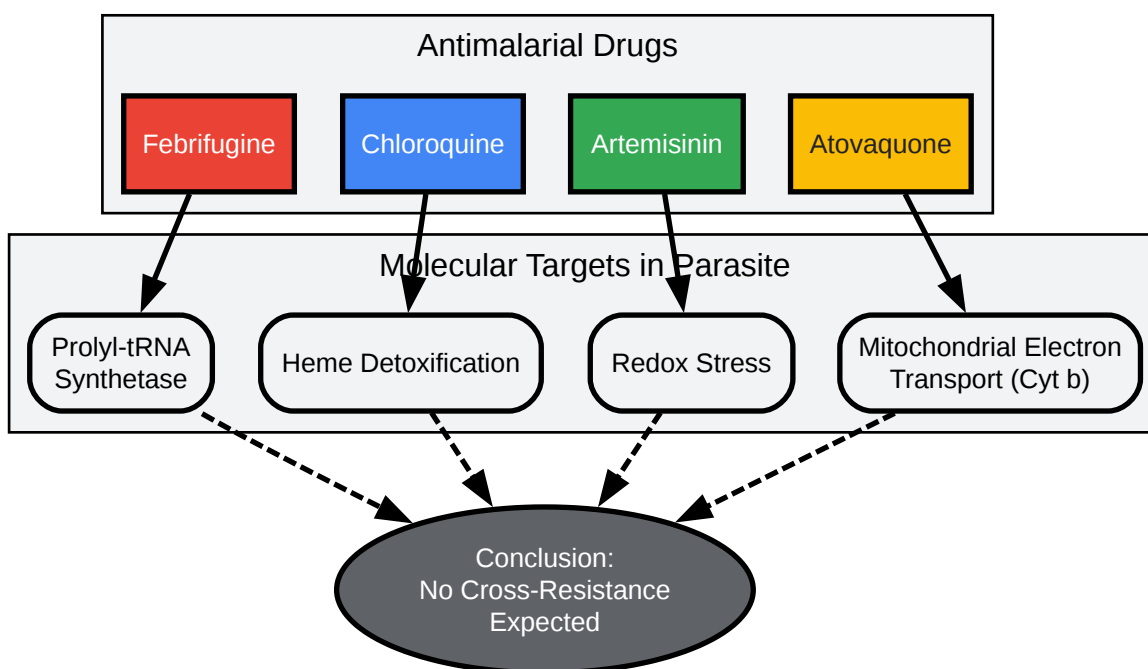 Antimalarial Drugs
Febrifugine
Chloroquine
Artemisinin
Atovaquone
Molecular Targets in Parasite
Prolyl-tRNA
Synthetase
Heme Detoxification
Redox Stress
Mitochondrial Electron
Transport (Cyt b)
Conclusion:
No Cross-Resistance
Expected